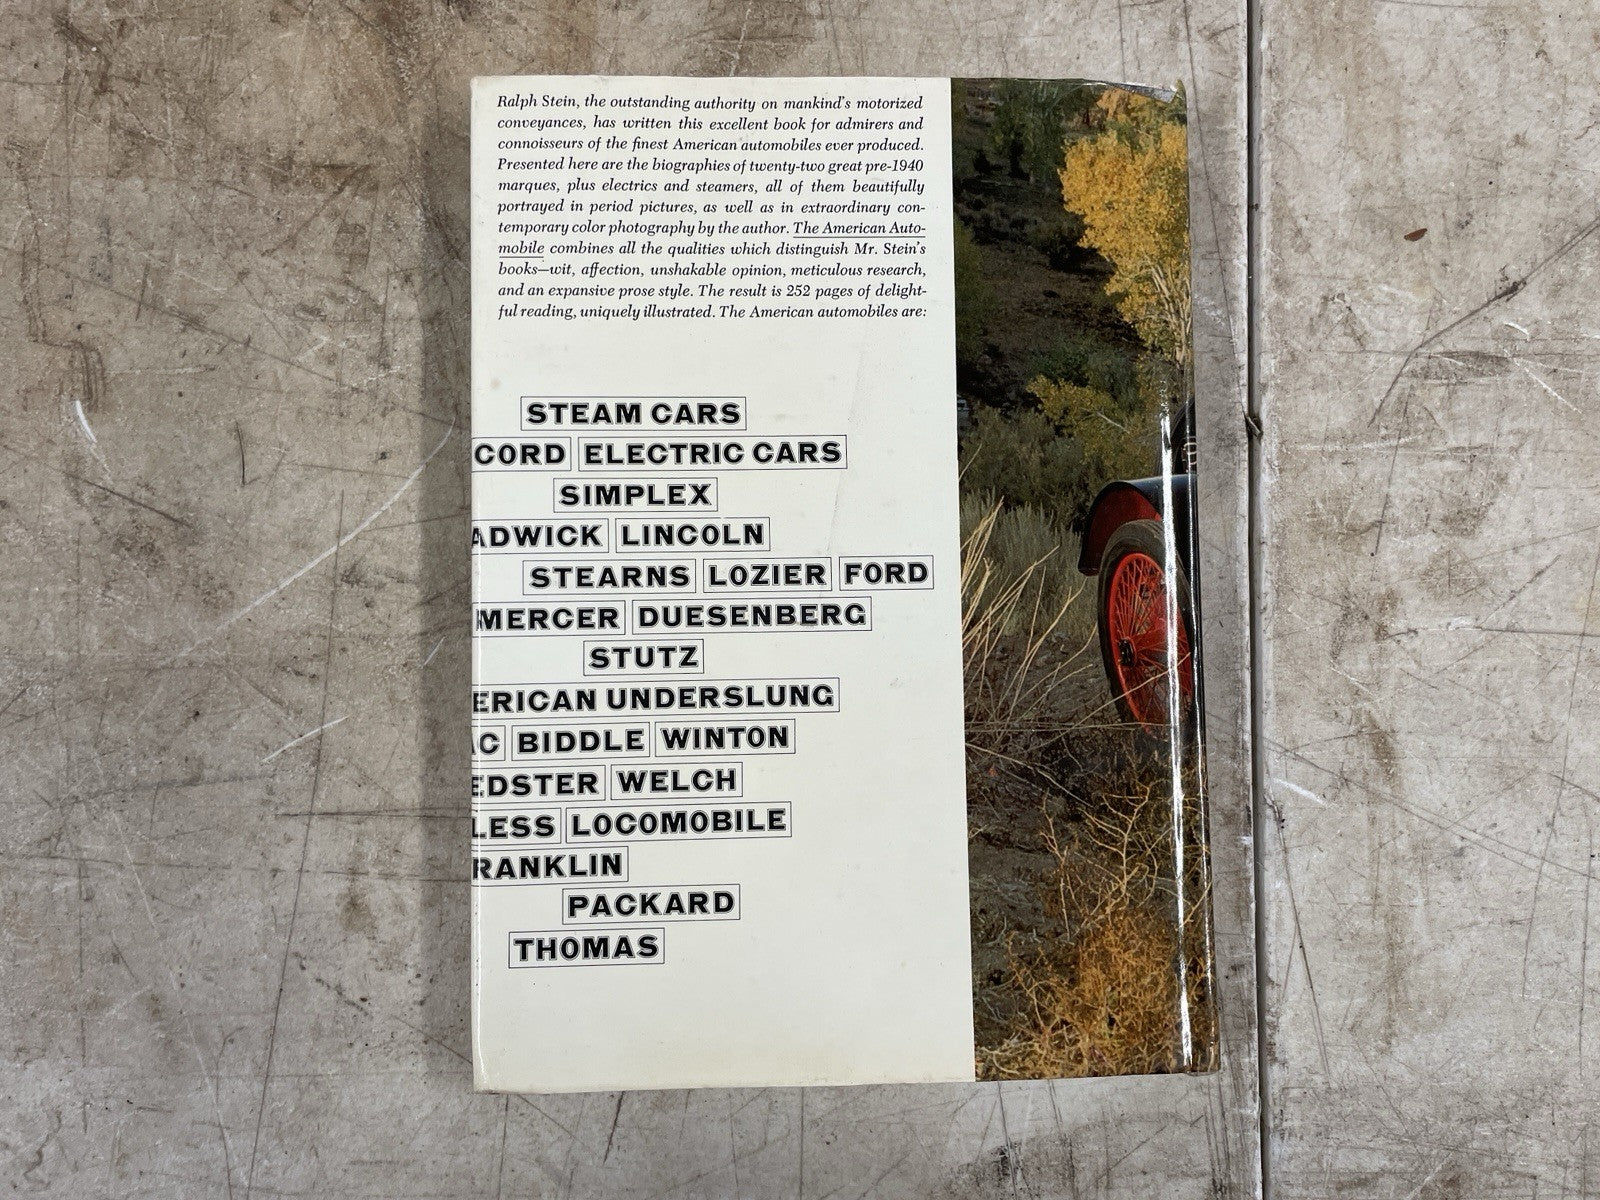 Ralph Stein, the outstanding authority on mankind's motorized
conveyances, has written this excellent book for admirers and
connoisseurs of the finest American automobiles ever produced.
Presented here are the biographies of twenty-two great pre-1940
marques, plus electrics and steamers, all of them beautifully
portrayed in period pictures, as well as in extraordinary con-
temporary color photography by the author. The American Auto-
mobile combines all the qualities which distinguish Mr. Stein's
books—wit, affection, unshakable opinion, meticulous research,
and an expansive prose style. The result is 252 pages of delight-
ful reading, uniquely illustrated. The American automobiles are:
STEAM CARS
CORD ELECTRIC CARS
SIMPLEX
ADWICK LINCOLN
STEARNS LOZIER FORD
MERCER DUESENBERG
STUTZ
ERICAN UNDERSLUNG
AC BIDDLE WINTON
EDSTER WELCH
LESS LOCOMOBILE
RANKLIN
PACKARD
THOMAS